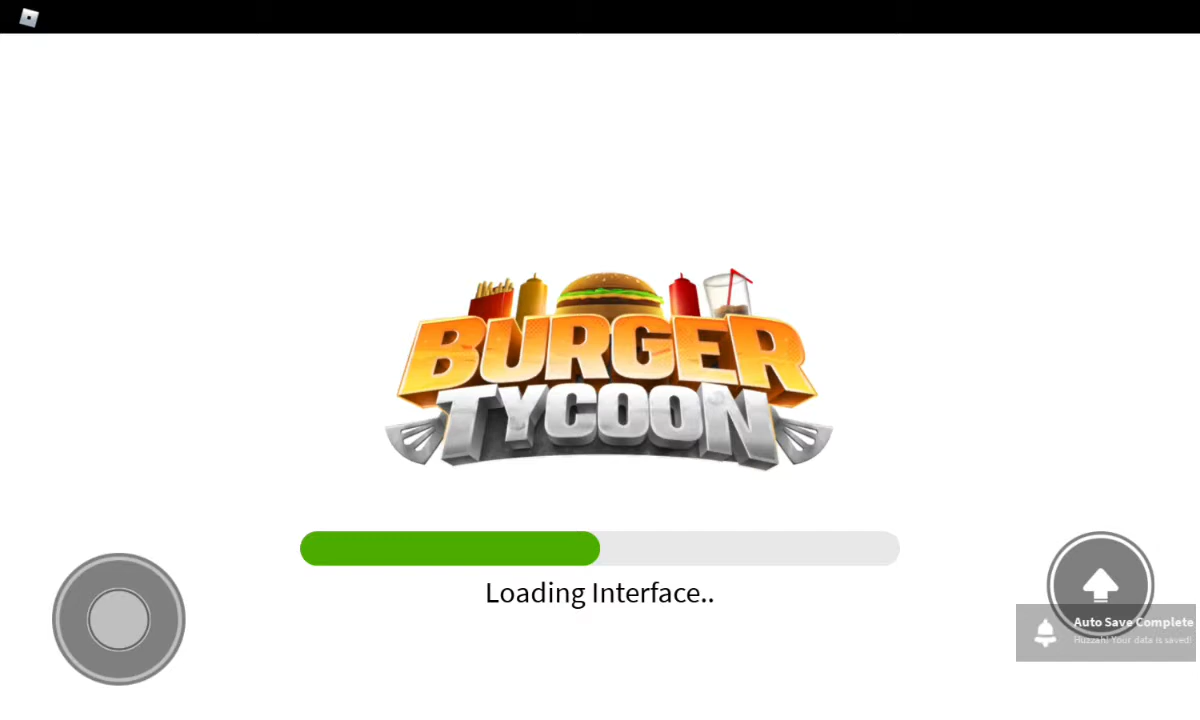 BURGER
TYCOON
Loading Interface..
Auto Save Complete
Huzzah! Your data is saved!